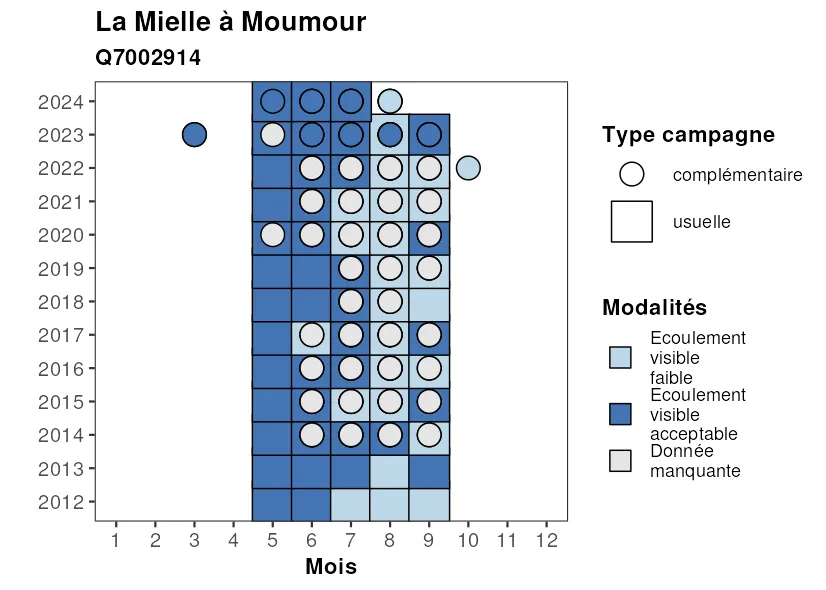 La Mielle à Moumour
Q7002914
2024
2023
2022
2021
2020
2019
2018
2017
2016
2015
2014
2013
2012
1 2 3 4 5 6 7 8 9 10 11 12
Mois
Type campagne
complémentaire
usuelle
Modalités
Ecoulement
visible
faible
Ecoulement
visible
acceptable
Donnée
manquante